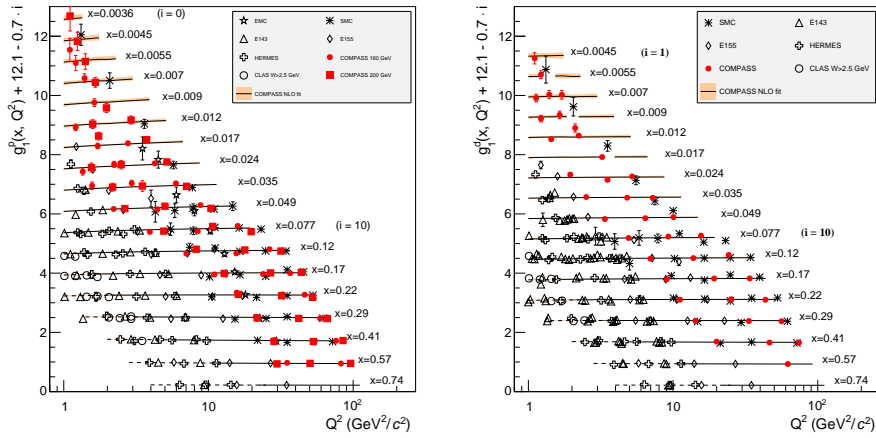 g₁ᵖ(x, Q²) + 12.1 - 0.7 · i
12
10
8
6
4
2
0
x=0.0036 (i = 0)
x=0.0045
x=0.0055
x=0.007
x=0.009
x=0.012
x=0.017
x=0.024
x=0.035
x=0.049
x=0.077 (i = 10)
x=0.12
x=0.17
x=0.22
x=0.29
x=0.41
x=0.57
x=0.74
EMC SMC
E143 E155
HERMES COMPASS 160 GeV
CLAS W>2.5 GeV COMPASS 200 GeV
COMPASS NLO fit
1 10 10²
Q² (GeV²/c²)
g₁ᵈ(x, Q²) + 12.1 - 0.7 · i
12
10
8
6
4
2
0
x=0.0045 (i = 1)
x=0.0055
x=0.007
x=0.009
x=0.012
x=0.017
x=0.024
x=0.035
x=0.049
x=0.077 (i = 10)
x=0.12
x=0.17
x=0.22
x=0.29
x=0.41
x=0.57
x=0.74
SMC E143
E155 HERMES
COMPASS CLAS W>2.5 GeV
COMPASS NLO fit
1 10 10²
Q² (GeV²/c²)